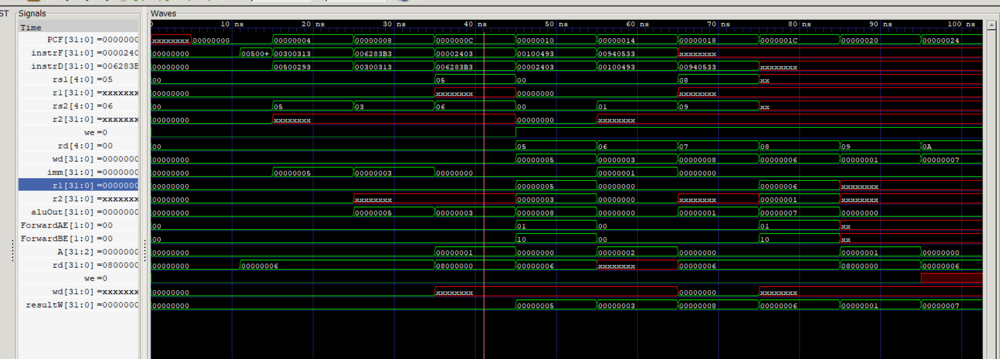 ST Signals Waves
Time 0 10 ns 20 ns 30 ns 40 ns 50 ns 60 ns 70 ns 80 ns 90 ns 100 ns
PCF[31:0] =0000000 xxxxxxxx 00000000 00000004 00000008 0000000C 00000010 00000014 00000018 0000001C 00000020 00000024
instrF[31:0] =0000240 00000000 00500+ 00300313 006283B3 00002403 00100493 00940533 xxxxxxxx
instrD[31:0] =006283B 00000000 00500293 00300313 006283B3 00002403 00100493 00940533 xxxxxxxx
rs1[4:0] =05 00 05 00 08 xx
r1[31:0] =xxxxxxx 00000000 xxxxxxxx 00000000 xxxxxxxx
rs2[4:0] =06 00 05 03 06 00 01 09 xx
r2[31:0] =xxxxxxx 00000000 xxxxxxxx 00000000 xxxxxxxx
we =0
rd[4:0] =00 00 05 06 07 08 09 0A
wd[31:0] =0000000 00000000 00000005 00000003 00000008 00000006 00000001 00000007
imm[31:0] =0000000 00000000 00000005 00000003 00000000 00000001 00000000
r1[31:0] =0000000 00000000 00000005 00000000 00000006 xxxxxxxx
r2[31:0] =xxxxxxx 00000000 xxxxxxxx 00000003 00000000 xxxxxxxx 00000001 xxxxxxxx
aluOut[31:0] =0000000 00000000 00000005 00000003 00000008 00000000 00000001 00000007 00000000
ForwardAE[1:0] =00 00 01 00 01 xx
ForwardBE[1:0] =00 00 10 00 10 xx
A[31:2] =0000000 00000000 00000001 00000000 00000002 00000000 00000001 00000000
rd[31:0] =0800000 00000000 00000006 08000000 00000006 xxxxxxxx 00000006 08000000 00000006
we =0
wd[31:0] =xxxxxxx 00000000 xxxxxxxx 00000000 xxxxxxxx
resultW[31:0] =0000000 00000000 00000005 00000003 00000008 00000006 00000001 00000007